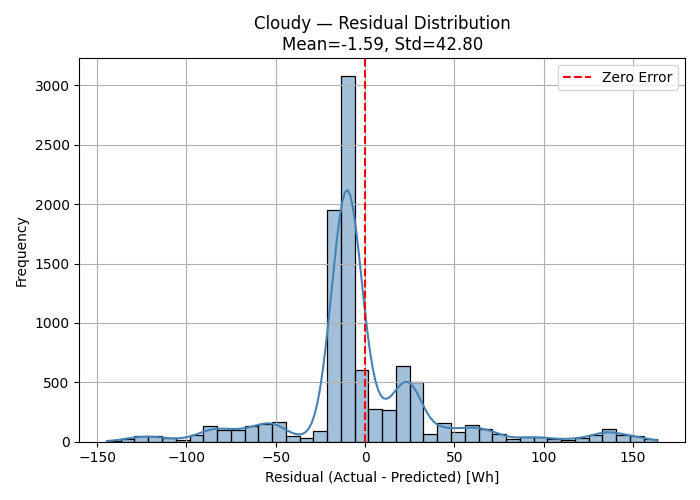 Cloudy — Residual Distribution
Mean=-1.59, Std=42.80
Zero Error
3000
2500
2000
1500
1000
500
0
Frequency
−150
−100
−50
0
50
100
150
Residual (Actual - Predicted) [Wh]